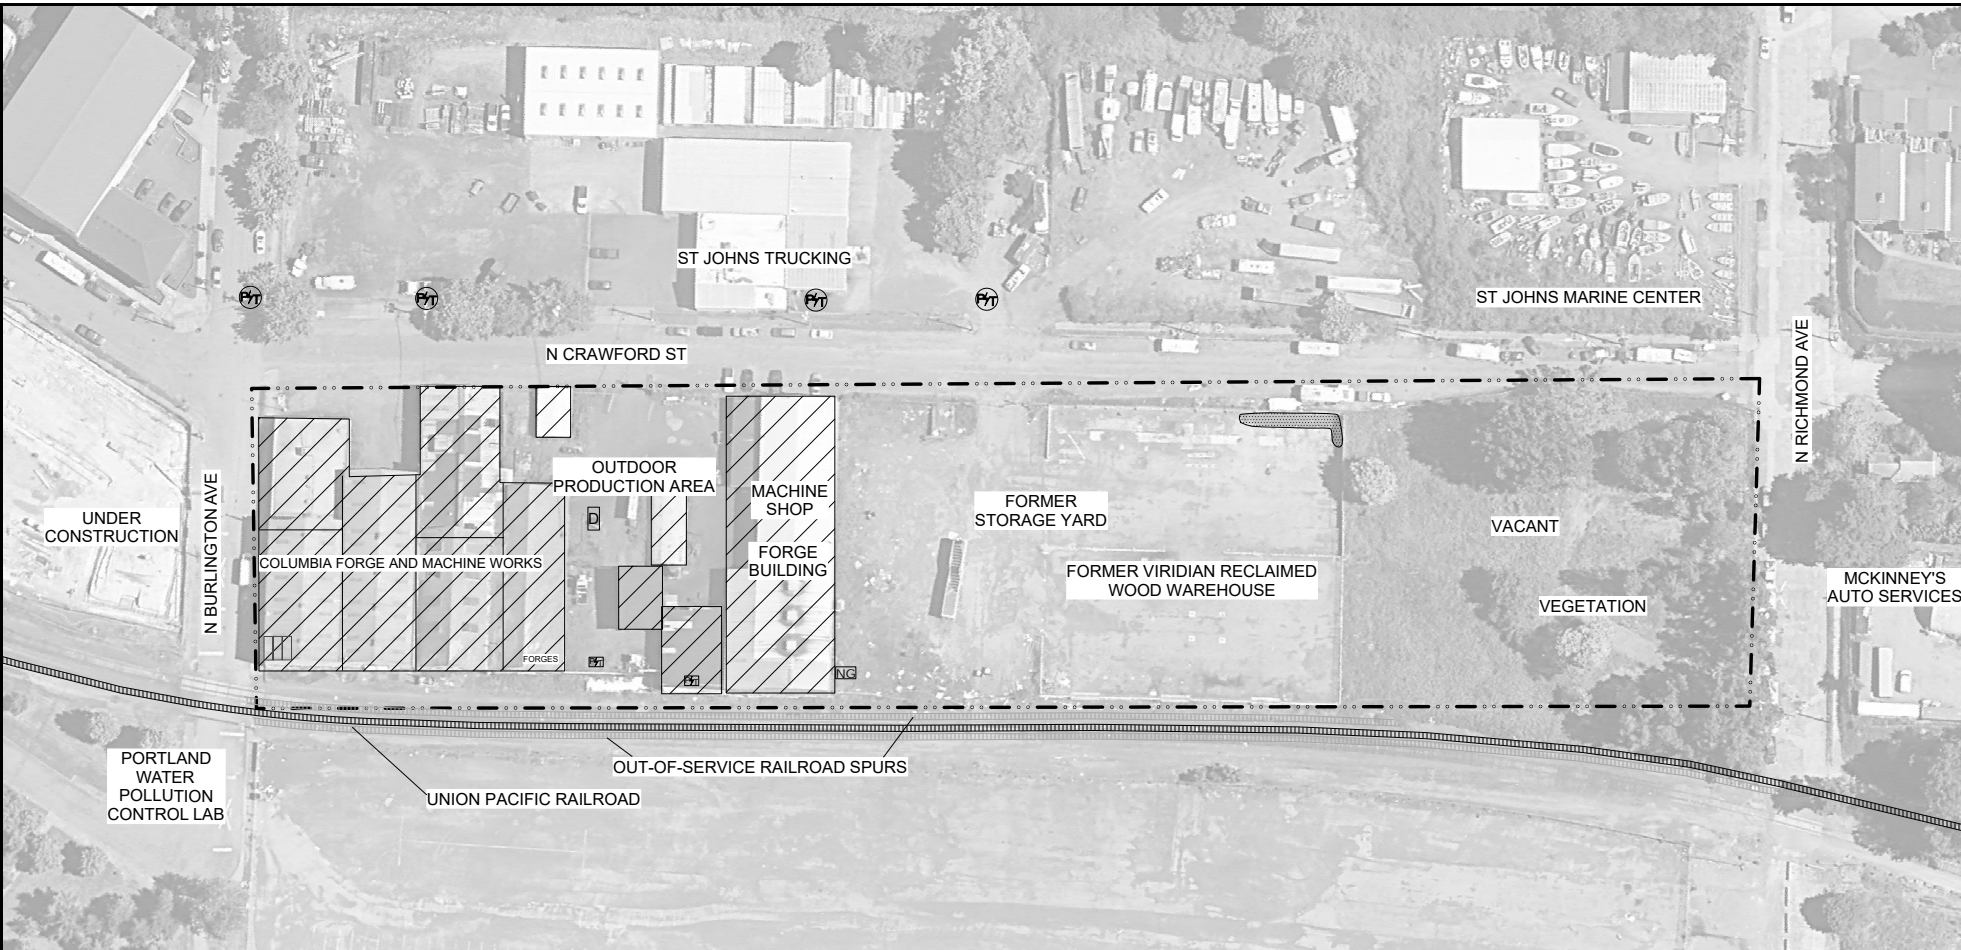 ST JOHNS TRUCKING
P/T
P/T
P/T
P/T
ST JOHNS MARINE CENTER
N CRAWFORD ST
N RICHMOND AVE
N BURLINGTON AVE
UNDER
CONSTRUCTION
OUTDOOR
PRODUCTION AREA
D
MACHINE
SHOP
FORGE
BUILDING
FORMER
STORAGE YARD
VACANT
COLUMBIA FORGE AND MACHINE WORKS
FORMER VIRIDIAN RECLAIMED
WOOD WAREHOUSE
VEGETATION
MCKINNEY'S
AUTO SERVICES
FORGES
P/T
P/T
NG
PORTLAND
WATER
POLLUTION
CONTROL LAB
OUT-OF-SERVICE RAILROAD SPURS
UNION PACIFIC RAILROAD